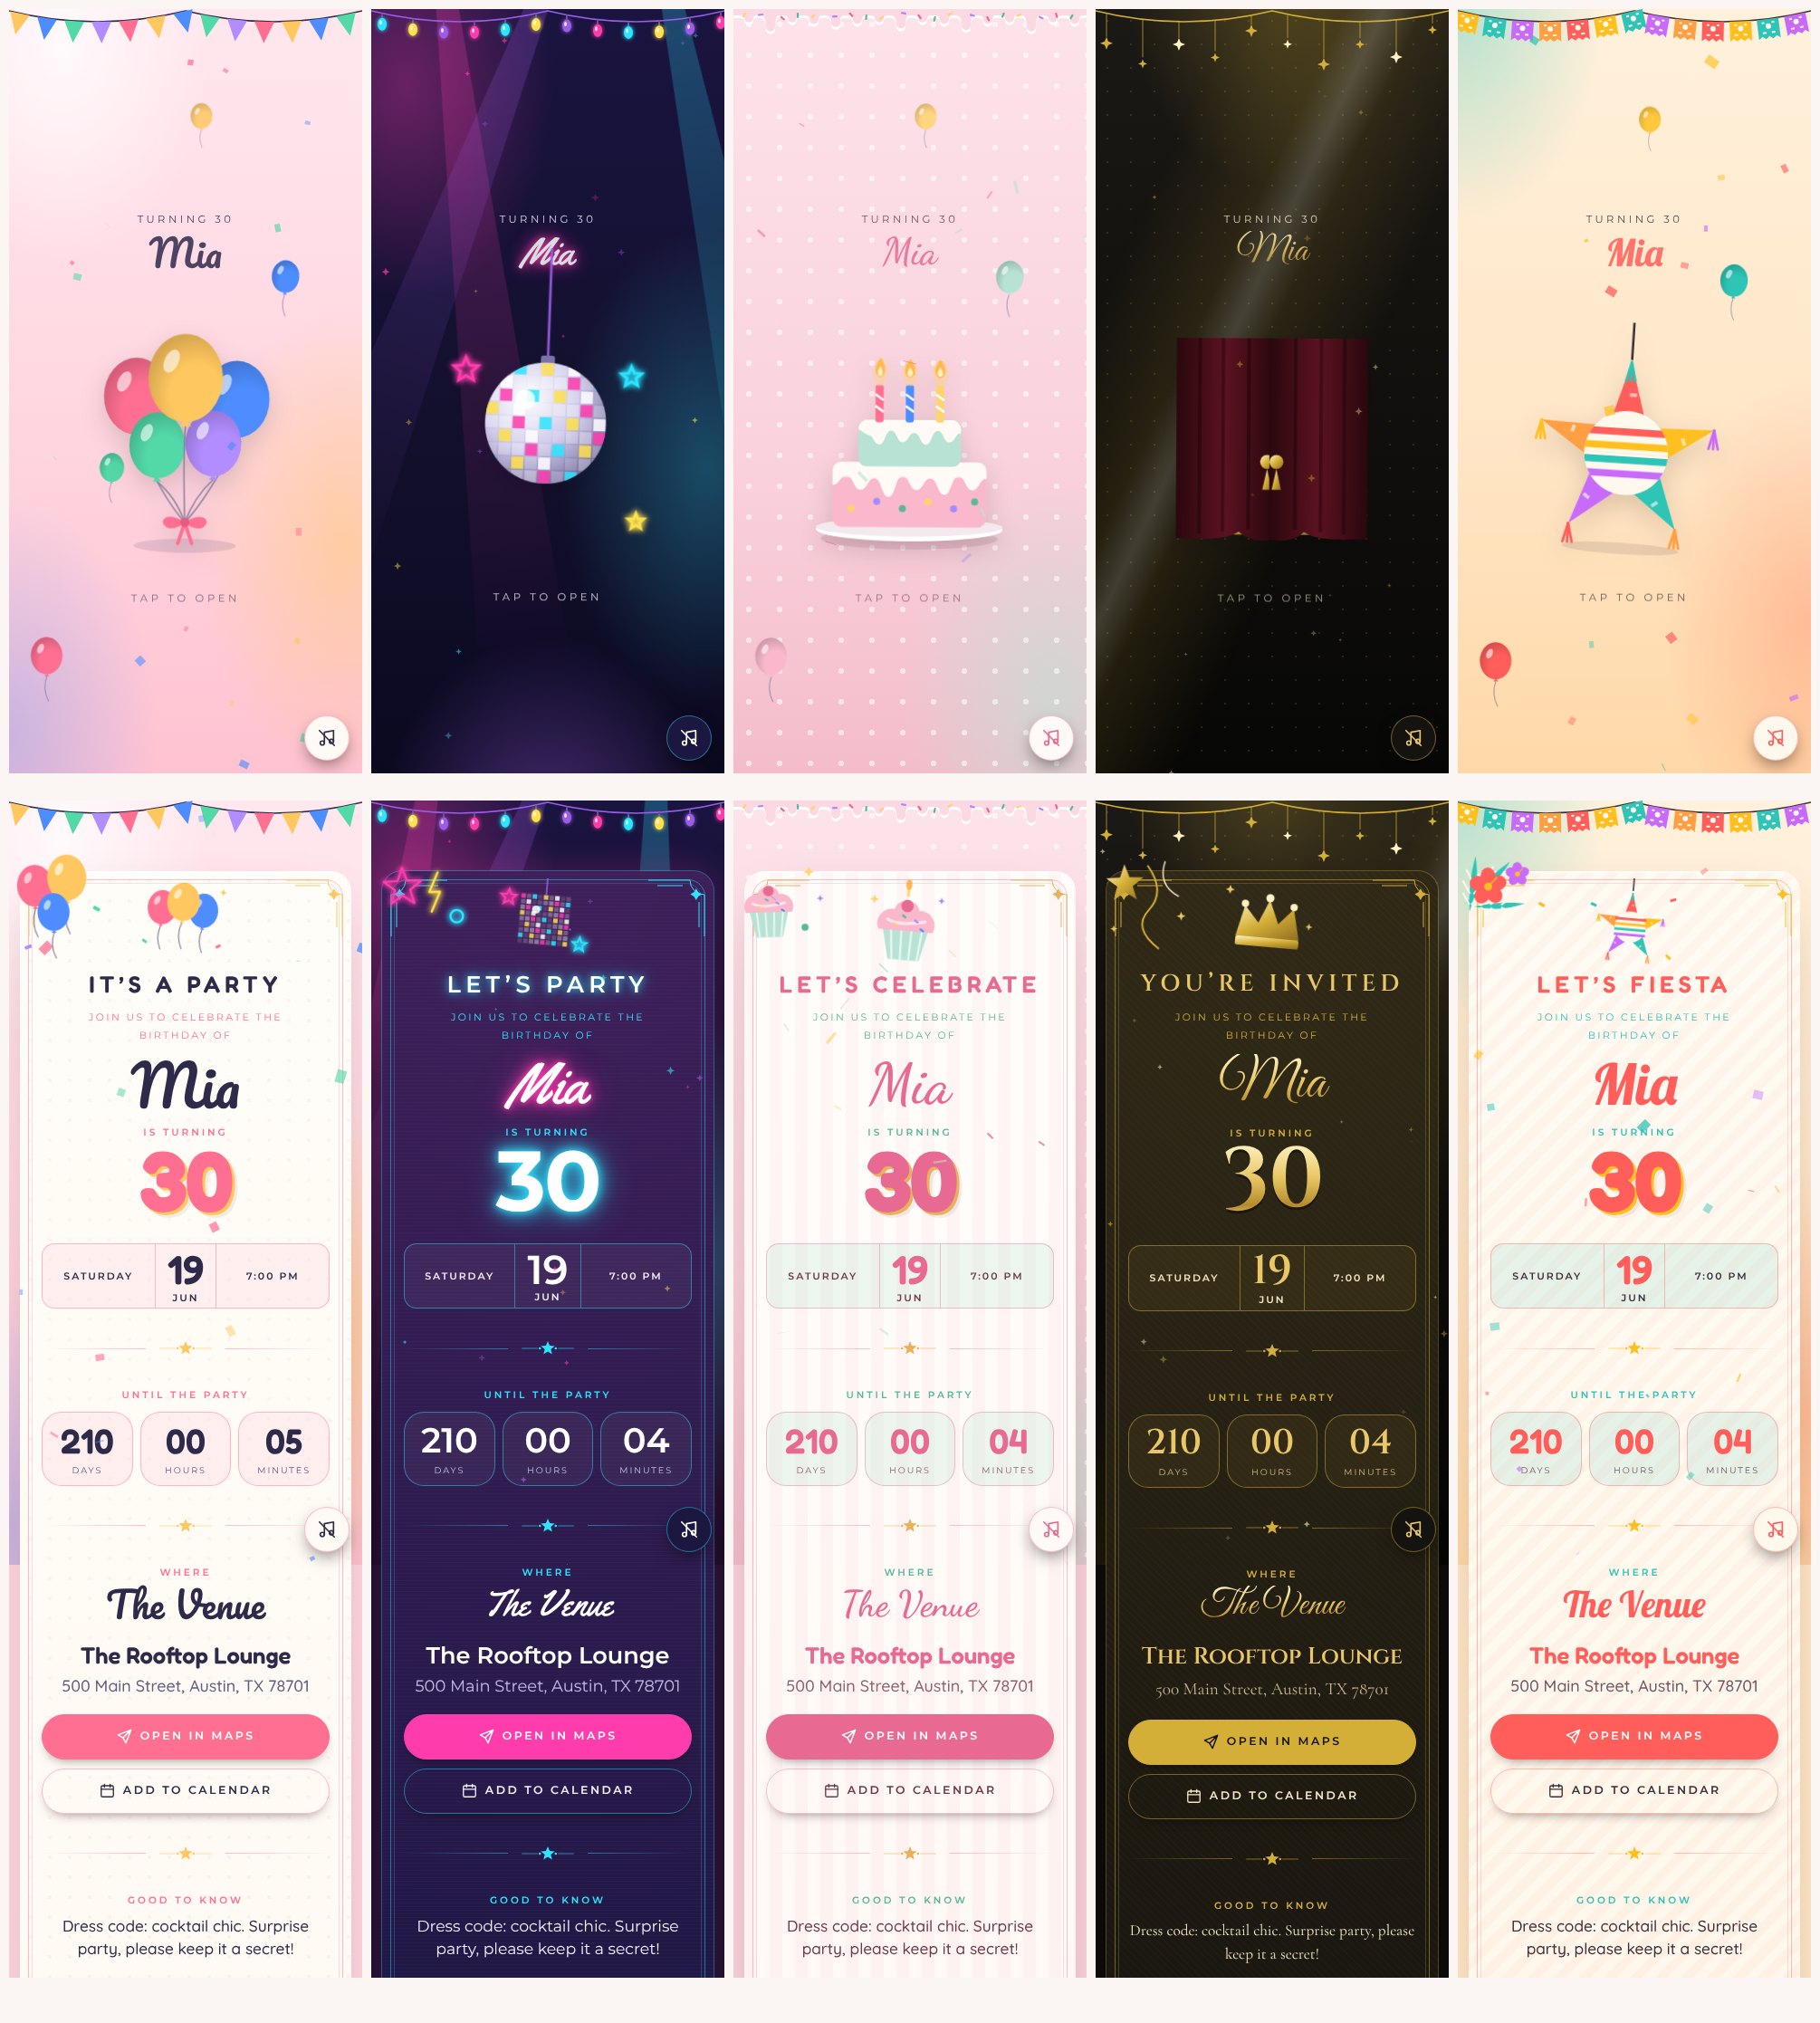 TURNING 30
Mia
TAP TO OPEN
TURNING 30
Mia
TAP TO OPEN
TURNING 30
Mia
TAP TO OPEN
TURNING 30
Mia
TAP TO OPEN
TURNING 30
Mia
TAP TO OPEN
IT'S A PARTY
JOIN US TO CELEBRATE THE
BIRTHDAY OF
Mia
IS TURNING
30
SATURDAY
19
JUN
7:00 PM
UNTIL THE PARTY
210
DAYS
00
HOURS
05
MINUTES
WHERE
The Venue
The Rooftop Lounge
500 Main Street, Austin, TX 78701
OPEN IN MAPS
ADD TO CALENDAR
GOOD TO KNOW
Dress code: cocktail chic. Surprise
party, please keep it a secret!
LET'S PARTY
JOIN US TO CELEBRATE THE
BIRTHDAY OF
Mia
IS TURNING
30
SATURDAY
19
JUN
7:00 PM
UNTIL THE PARTY
210
DAYS
00
HOURS
04
MINUTES
WHERE
The Venue
The Rooftop Lounge
500 Main Street, Austin, TX 78701
OPEN IN MAPS
ADD TO CALENDAR
GOOD TO KNOW
Dress code: cocktail chic. Surprise
party, please keep it a secret!
LET'S CELEBRATE
JOIN US TO CELEBRATE THE
BIRTHDAY OF
Mia
IS TURNING
30
SATURDAY
19
JUN
7:00 PM
UNTIL THE PARTY
210
DAYS
00
HOURS
04
MINUTES
WHERE
The Venue
The Rooftop Lounge
500 Main Street, Austin, TX 78701
OPEN IN MAPS
ADD TO CALENDAR
GOOD TO KNOW
Dress code: cocktail chic. Surprise
party, please keep it a secret!
YOU'RE INVITED
JOIN US TO CELEBRATE THE
BIRTHDAY OF
Mia
IS TURNING
30
SATURDAY
19
JUN
7:00 PM
UNTIL THE PARTY
210
DAYS
00
HOURS
04
MINUTES
WHERE
The Venue
The Rooftop Lounge
500 Main Street, Austin, TX 78701
OPEN IN MAPS
ADD TO CALENDAR
GOOD TO KNOW
Dress code: cocktail chic. Surprise party, please
keep it a secret!
LET'S FIESTA
JOIN US TO CELEBRATE THE
BIRTHDAY OF
Mia
IS TURNING
30
SATURDAY
19
JUN
7:00 PM
UNTIL THE PARTY
210
DAYS
00
HOURS
04
MINUTES
WHERE
The Venue
The Rooftop Lounge
500 Main Street, Austin, TX 78701
OPEN IN MAPS
ADD TO CALENDAR
GOOD TO KNOW
Dress code: cocktail chic. Surprise
party, please keep it a secret!